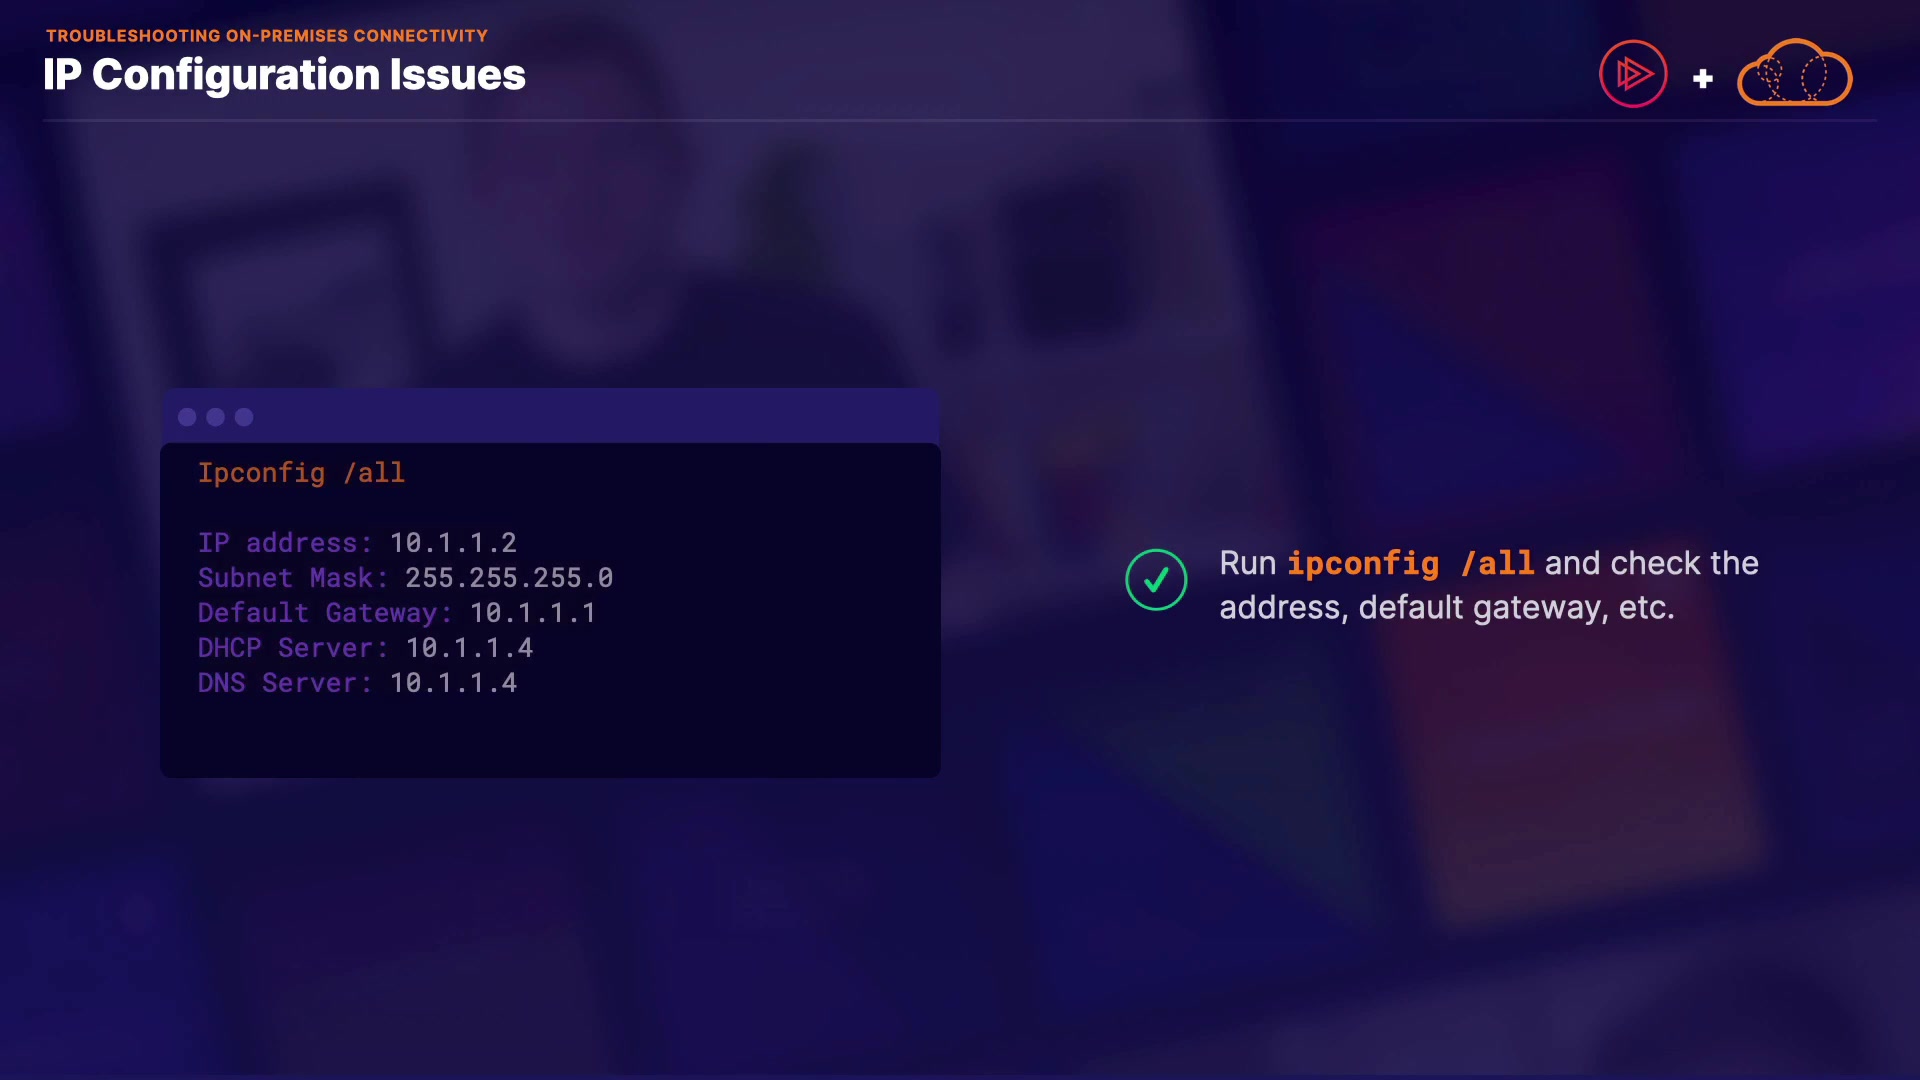 TROUBLESHOOTING ON-PREMISES CONNECTIVITY
IP Configuration Issues
Ipconfig /all
IP address: 10.1.1.2
Subnet Mask: 255.255.255.0
Default Gateway: 10.1.1.1
DHCP Server: 10.1.1.4
DNS Server: 10.1.1.4
Run ipconfig /all and check the
address, default gateway, etc.